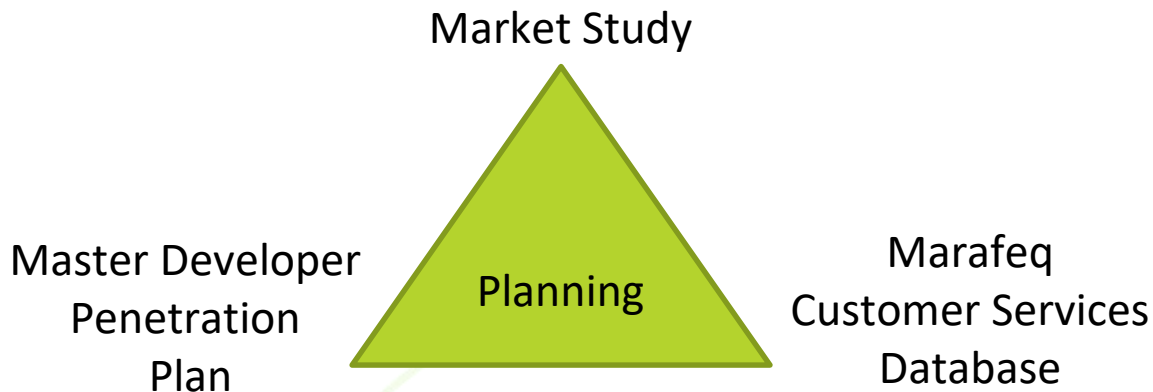 Market Study
Master Developer
Penetration
Plan
Planning
Marafeq
Customer Services
Database